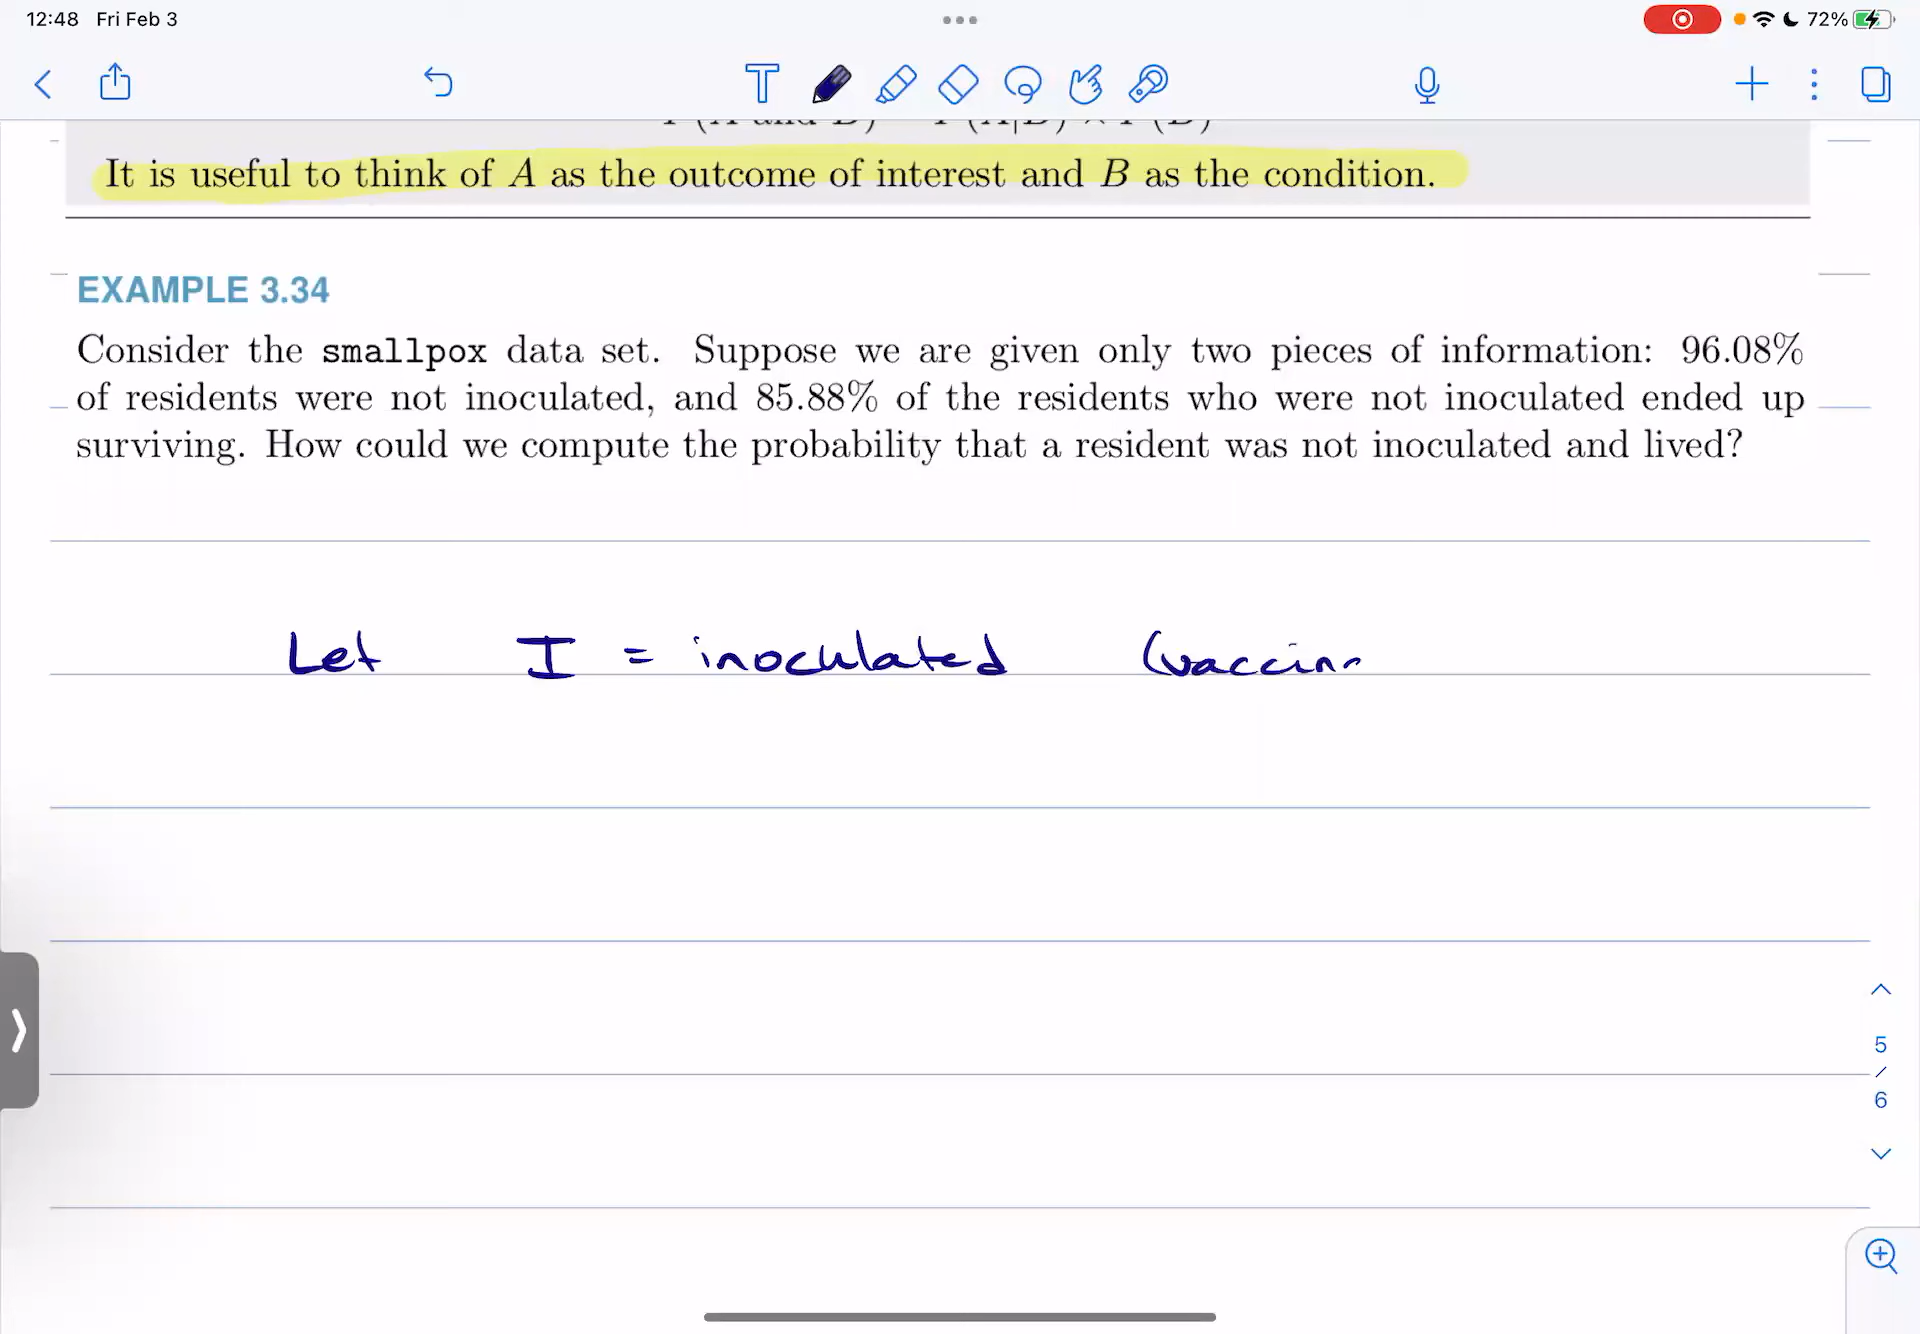 12:48 Fri Feb 3
72%
P(A and B) = P(A|B) × P(B)
It is useful to think of A as the outcome of interest and B as the condition.
EXAMPLE 3.34
Consider the smallpox data set. Suppose we are given only two pieces of information: 96.08%
of residents were not inoculated, and 85.88% of the residents who were not inoculated ended up
surviving. How could we compute the probability that a resident was not inoculated and lived?
Let I = inoculated (vaccin
5
/
6